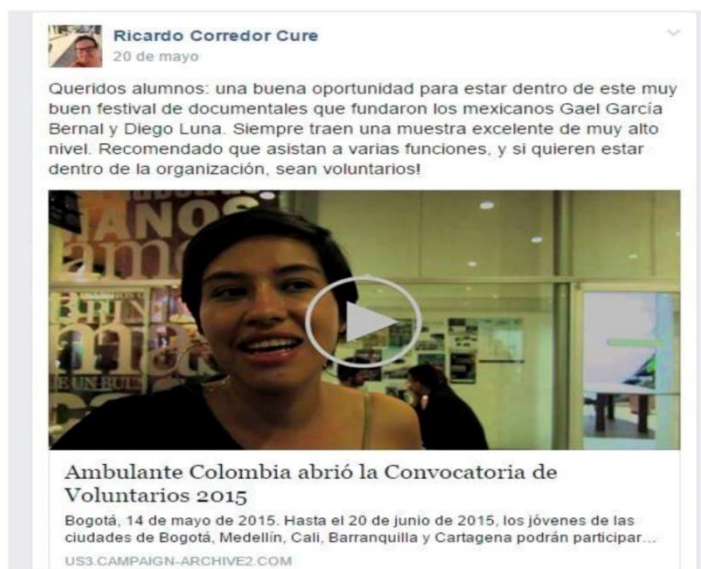 Ricardo Corredor Cure
20 de mayo
Queridos alumnos: una buena oportunidad para estar dentro de este muy
buen festival de documentales que fundaron los mexicanos Gael García
Bernal y Diego Luna. Siempre traen una muestra excelente de muy alto
nivel. Recomendado que asistan a varias funciones, y si quieren estar
dentro de la organización, sean voluntarios!
Ambulante Colombia abrió la Convocatoria de
Voluntarios 2015
Bogotá, 14 de mayo de 2015. Hasta el 20 de junio de 2015, los jóvenes de las
ciudades de Bogotá, Medellín, Cali, Barranquilla y Cartagena podrán participar...
US3.CAMPAIGN-ARCHIVE2.COM